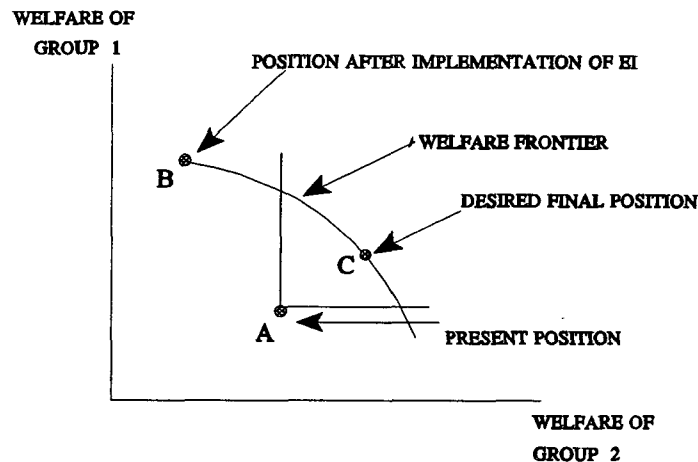 WELFARE OF
GROUP 1
POSITION AFTER IMPLEMENTATION OF EI
WELFARE FRONTIER
B
DESIRED FINAL POSITION
C
A
PRESENT POSITION
WELFARE OF
GROUP 2